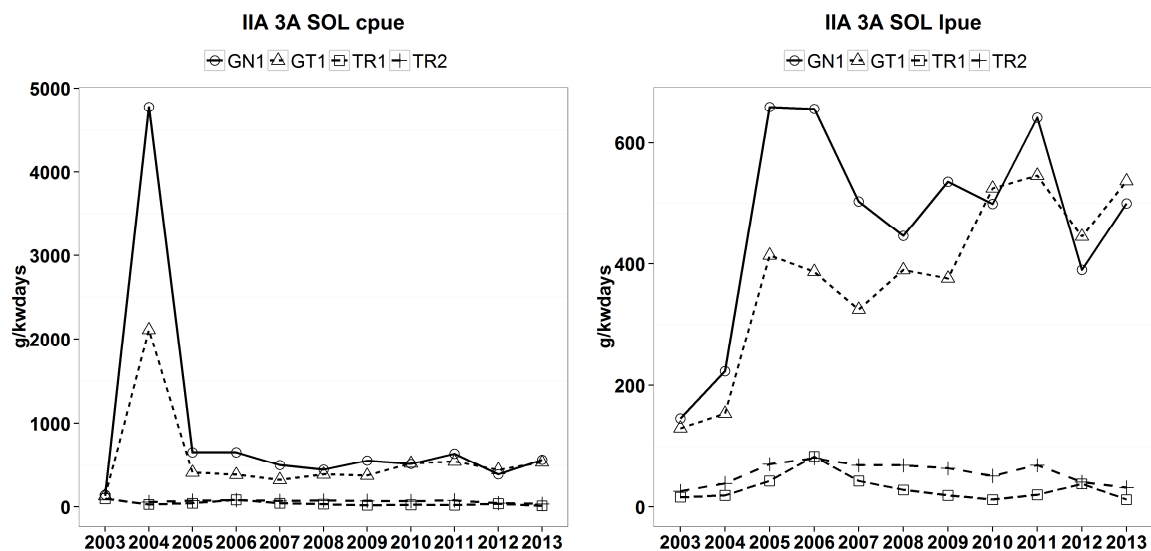 IIA 3A SOL cpue
GN1 GT1 TR1 TR2
5000
4000
3000
2000
1000
0
g/kwdays
2003 2004 2005 2006 2007 2008 2009 2010 2011 2012 2013
IIA 3A SOL lpue
GN1 GT1 TR1 TR2
600
400
200
0
g/kwdays
2003 2004 2005 2006 2007 2008 2009 2010 2011 2012 2013